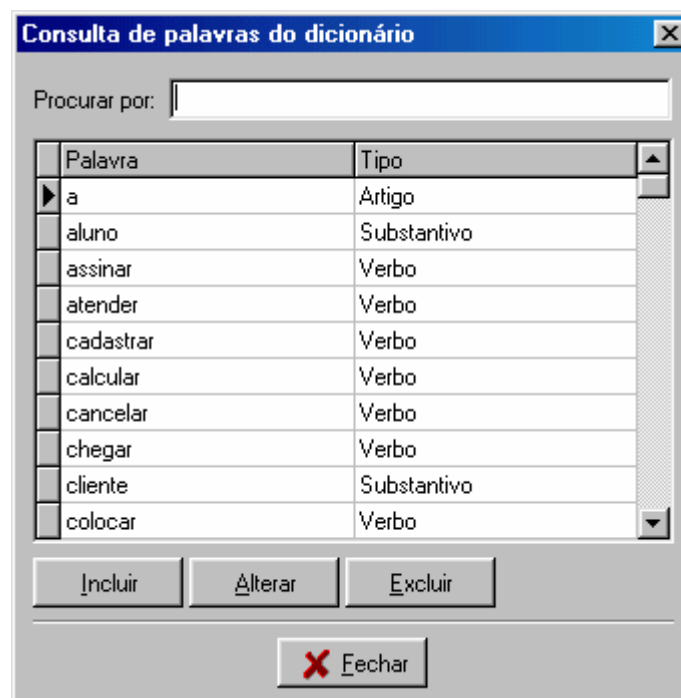 Consulta de palavras do dicionário
Procurar por:
Palavra Tipo
a Artigo
aluno Substantivo
assinar Verbo
atender Verbo
cadastrar Verbo
calcular Verbo
cancelar Verbo
chegar Verbo
cliente Substantivo
colocar Verbo
Incluir Alterar Excluir
Fechar